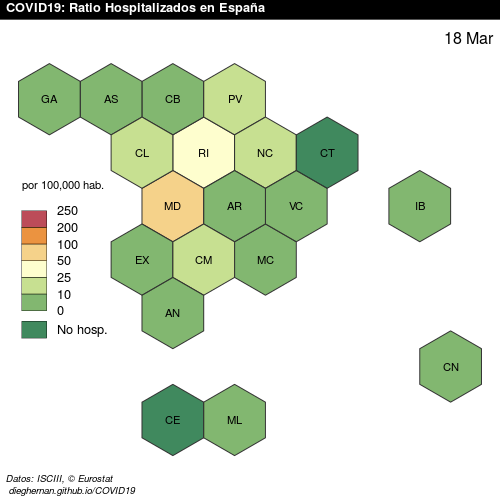 COVID19: Ratio Hospitalizados en España
18 Mar
GA AS CB PV
CL RI NC CT
MD AR VC IB
EX CM MC
AN
CN
CE ML
por 100,000 hab.
250
200
100
50
25
10
0
No hosp.
Datos: ISCIII, © Eurostat
dieghernan.github.io/COVID19